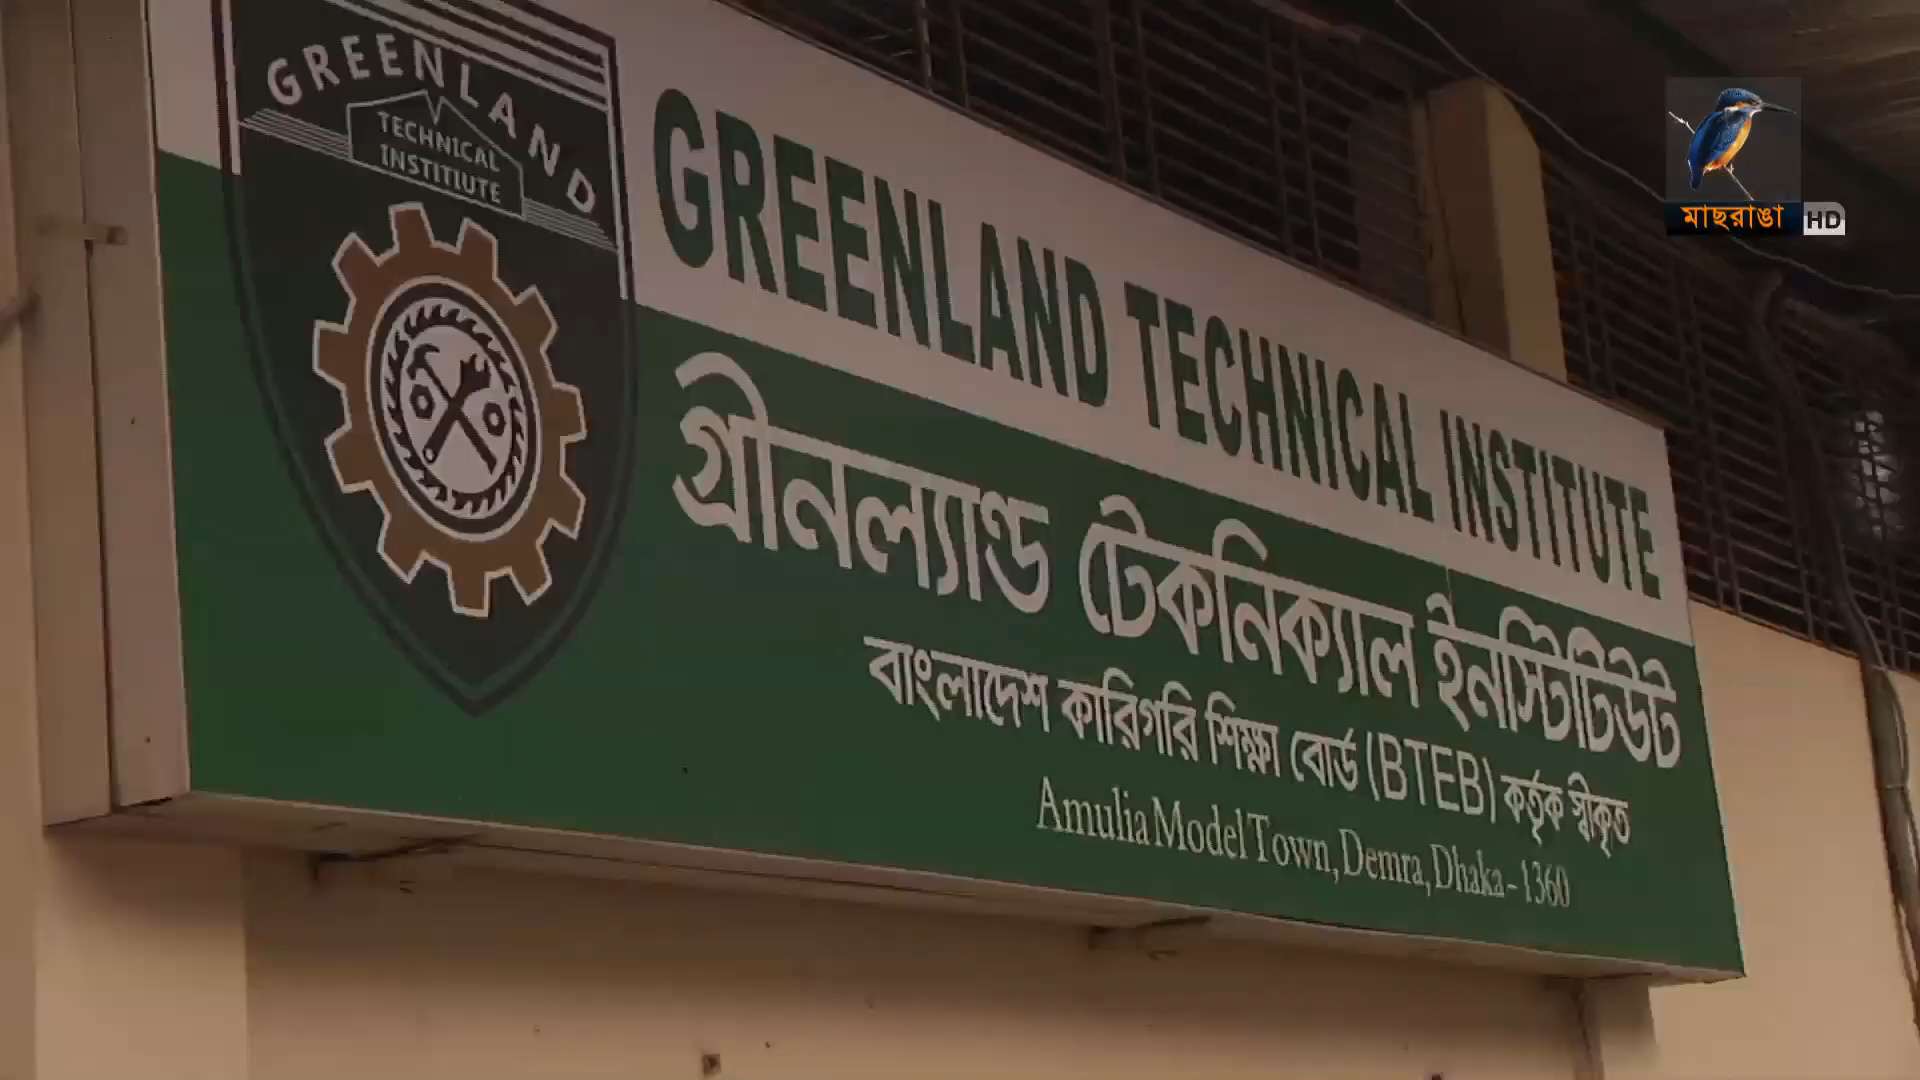 GREENLAND
TECHNICAL
INSTITIUTE
GREENLAND TECHNICAL INSTITUTE
গ্রীনল্যান্ড টেকনিক্যাল ইনস্টিটিউট
বাংলাদেশ কারিগরি শিক্ষা বোর্ড (BTEB) কর্তৃক স্বীকৃত
Amulia Model Town, Demra, Dhaka - 1360
মাছরাঙা HD